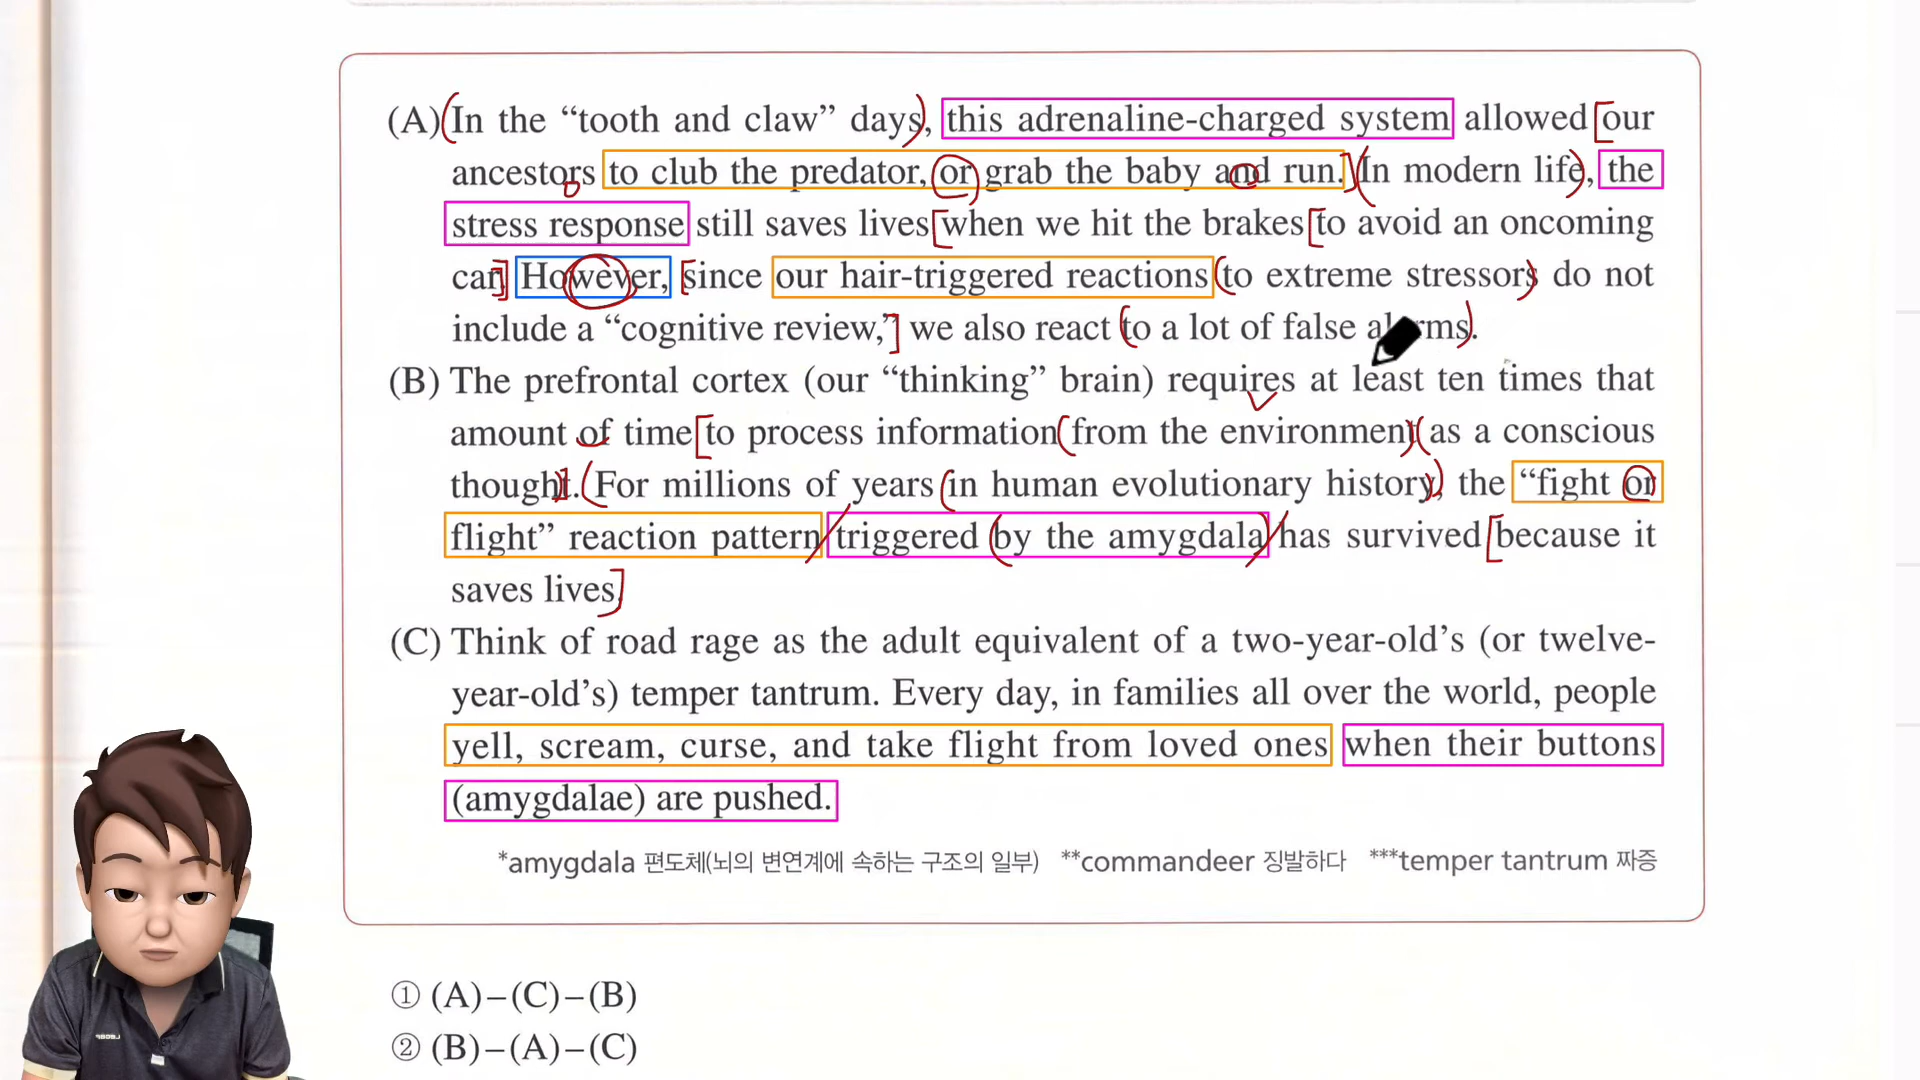 (A) In the “tooth and claw” days, this adrenaline-charged system allowed our
ancestors to club the predator, or grab the baby and run. In modern life, the
stress response still saves lives when we hit the brakes to avoid an oncoming
car. However, since our hair-triggered reactions to extreme stressors do not
include a “cognitive review,” we also react to a lot of false alarms.
(B) The prefrontal cortex (our “thinking” brain) requires at least ten times that
amount of time to process information from the environment as a conscious
thought. For millions of years in human evolutionary history, the “fight or
flight” reaction pattern triggered by the amygdala has survived because it
saves lives.
(C) Think of road rage as the adult equivalent of a two-year-old’s (or twelve-
year-old’s) temper tantrum. Every day, in families all over the world, people
yell, scream, curse, and take flight from loved ones when their buttons
(amygdalae) are pushed.
*amygdala 편도체(뇌의 변연계에 속하는 구조의 일부) **commandeer 징발하다 ***temper tantrum 짜증
① (A)–(C)–(B)
② (B)–(A)–(C)